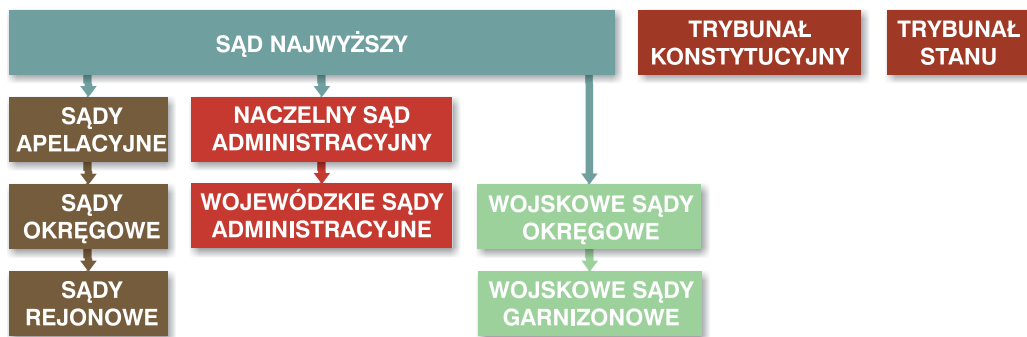 SĄD NAJWYŻSZY
TRYBUNAŁ
KONSTYTUCYJNY
TRYBUNAŁ
STANU
SĄDY
APELACYJNE
NACZELNY SĄD
ADMINISTRACYJNY
SĄDY
OKRĘGOWE
WOJEWÓDZKIE SĄDY
ADMINISTRACYJNE
WOJSKOWE SĄDY
OKRĘGOWE
SĄDY
REJONOWE
WOJSKOWE SĄDY
GARNIZONOWE